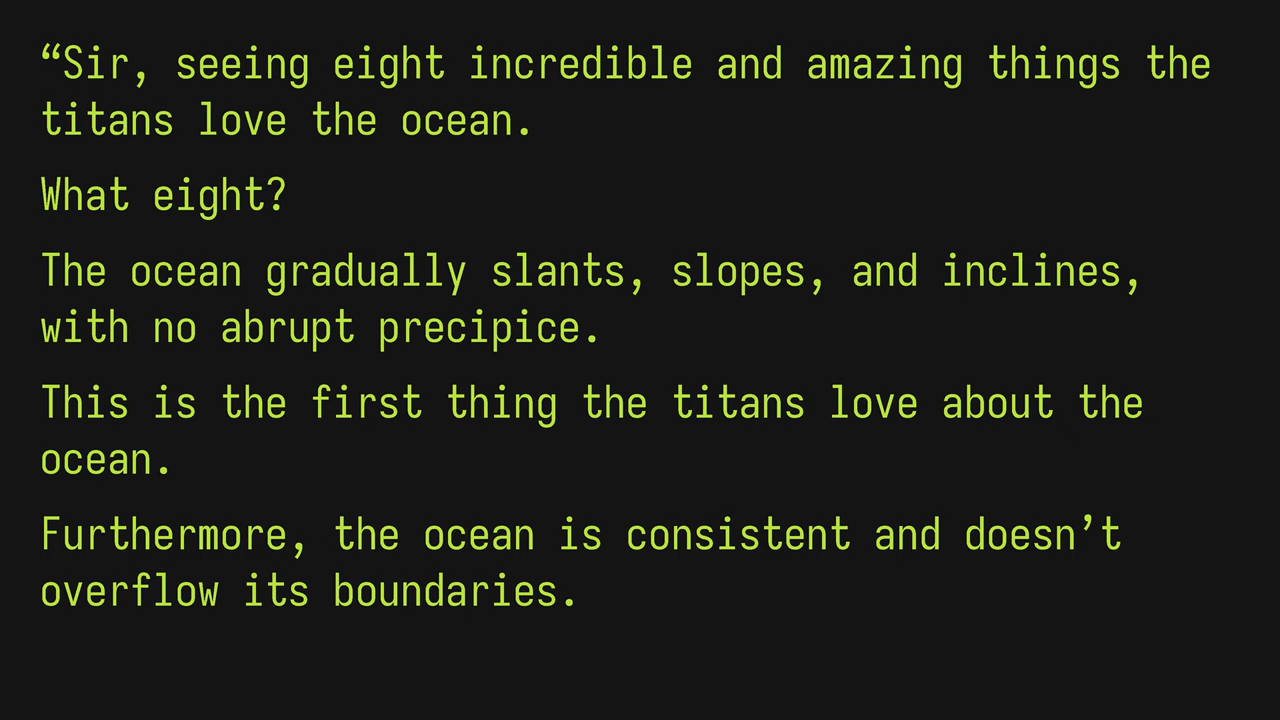 “Sir, seeing eight incredible and amazing things the
titans love the ocean.
What eight?
The ocean gradually slants, slopes, and inclines,
with no abrupt precipice.
This is the first thing the titans love about the
ocean.
Furthermore, the ocean is consistent and doesn’t
overflow its boundaries.